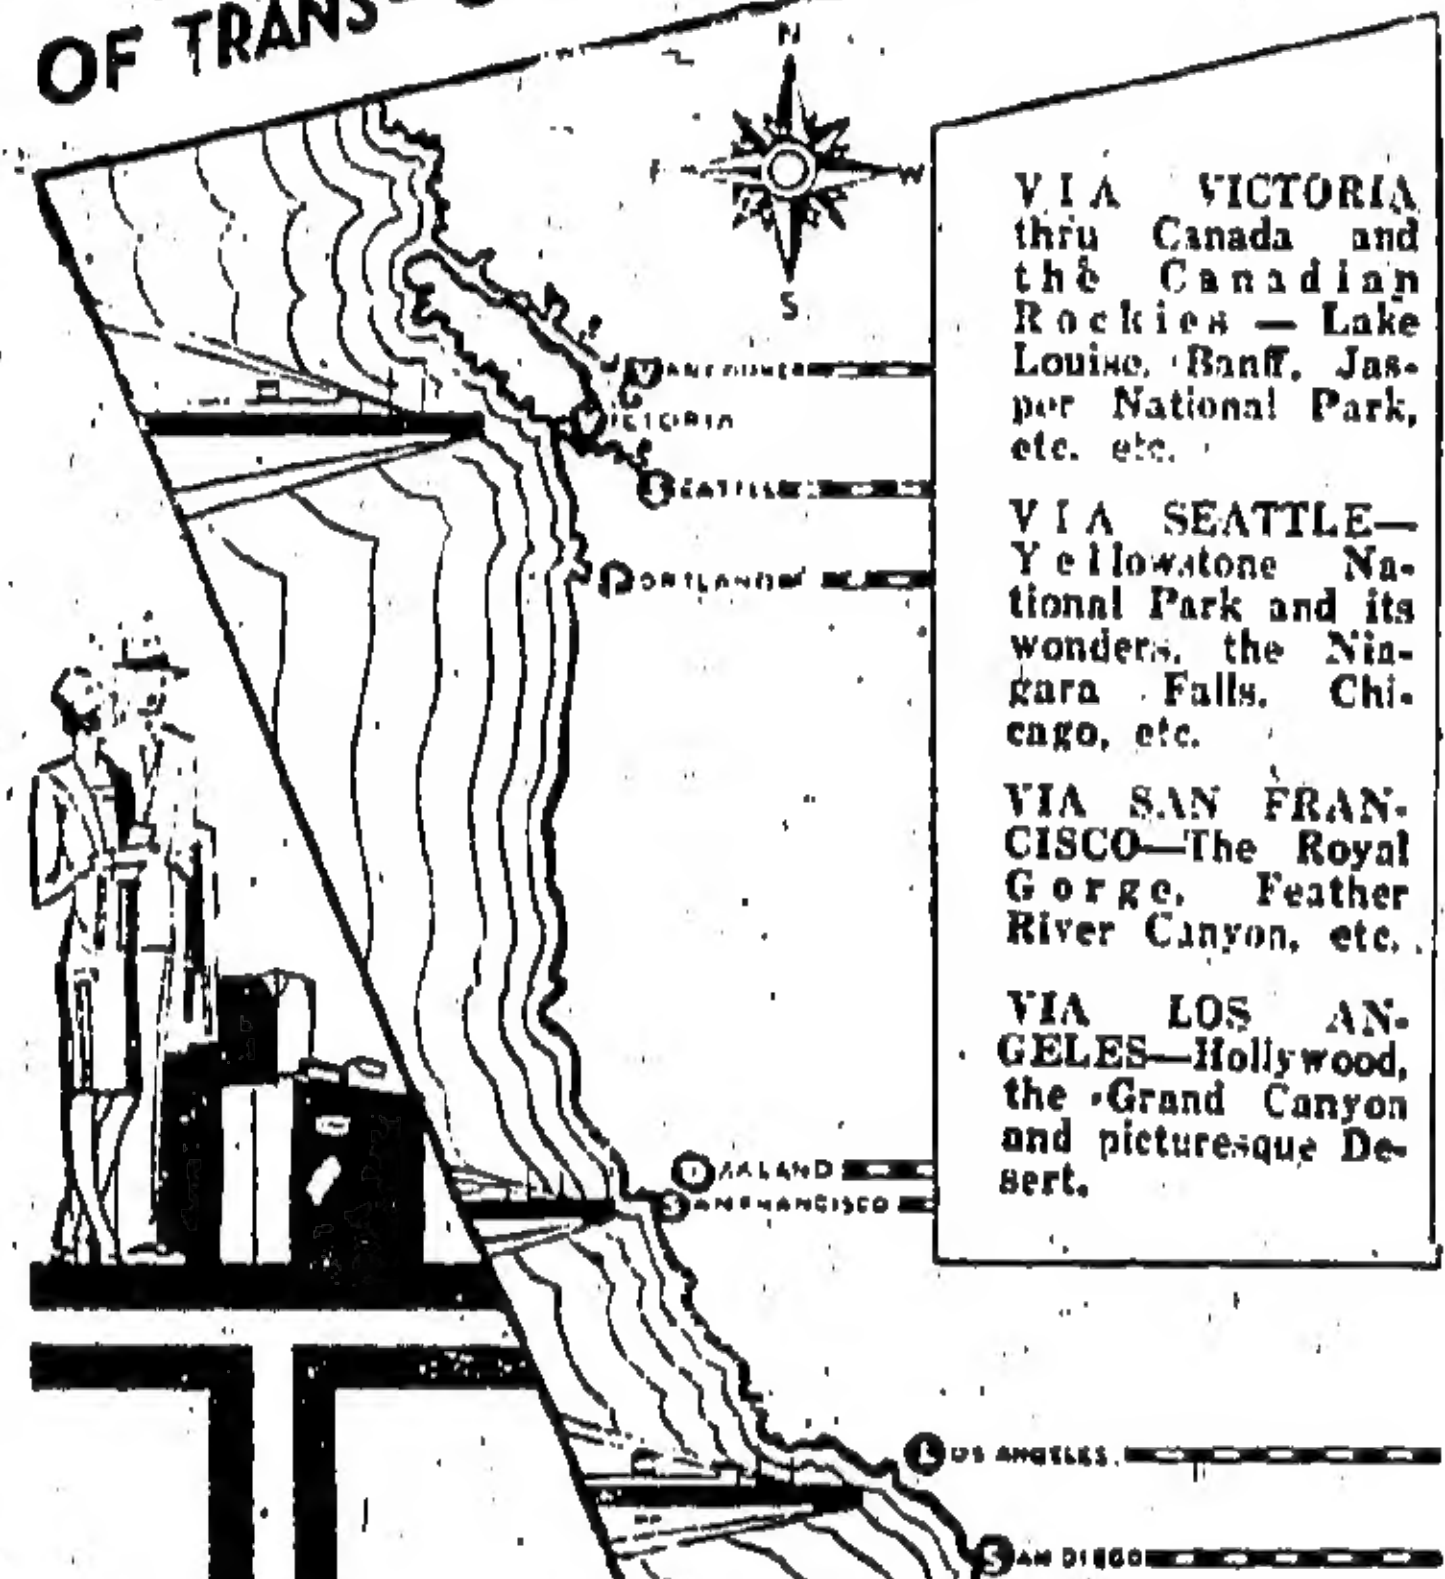 OF TRANS-
N
W
S
VIA VICTORIA
thru Canada and
the Canadian
Rockies — Lake
Louise, Banff, Jas-
per National Park,
etc. etc.
VIA SEATTLE—
Yellowstone Na-
tional Park and its
wonders, the Nia-
gara Falls, Chi-
cago, etc.
VIA SAN FRAN-
CISCO—The Royal
Gorge, Feather
River Canyon, etc.
VIA LOS AN-
GELES—Hollywood,
the Grand Canyon
and picturesque De-
sert.
VANCOUVER
VICTORIA
SEATTLE
PORTLAND
OAKLAND
SAN FRANCISCO
LOS ANGELES
SAN DIEGO